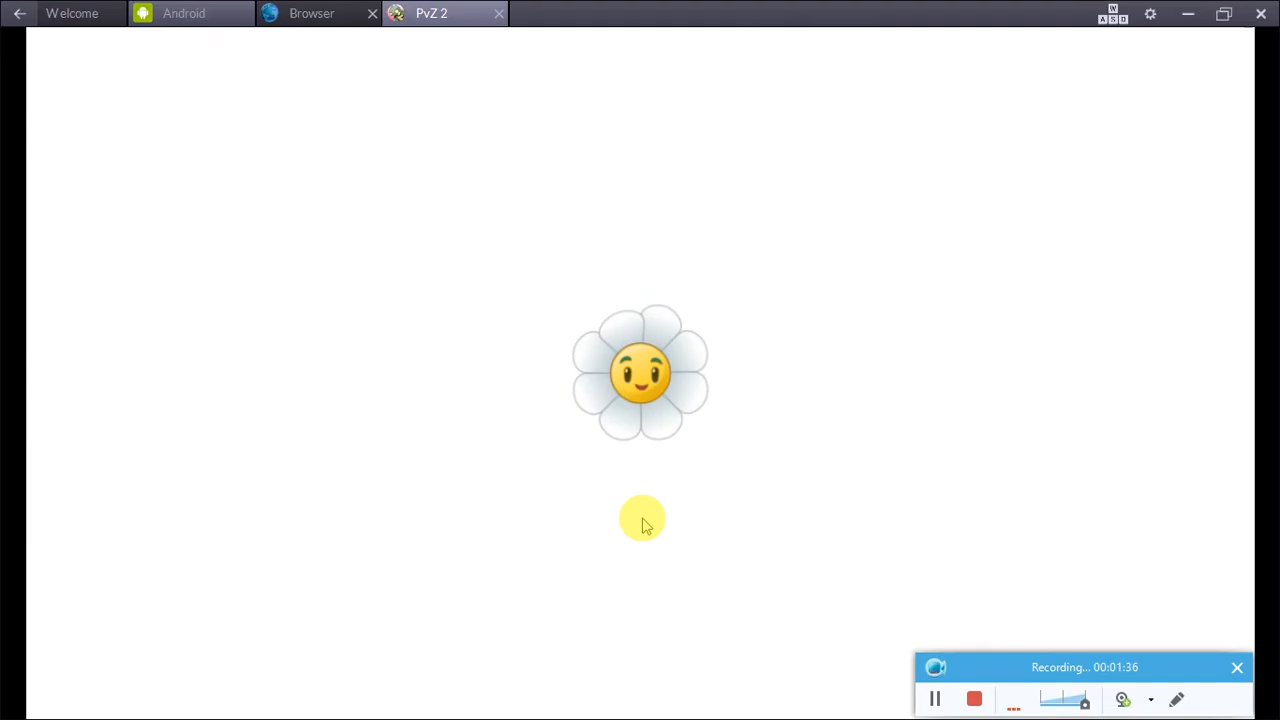 Welcome
Android
Browser
PvZ 2
W
A S D
Recording... 00:01:36